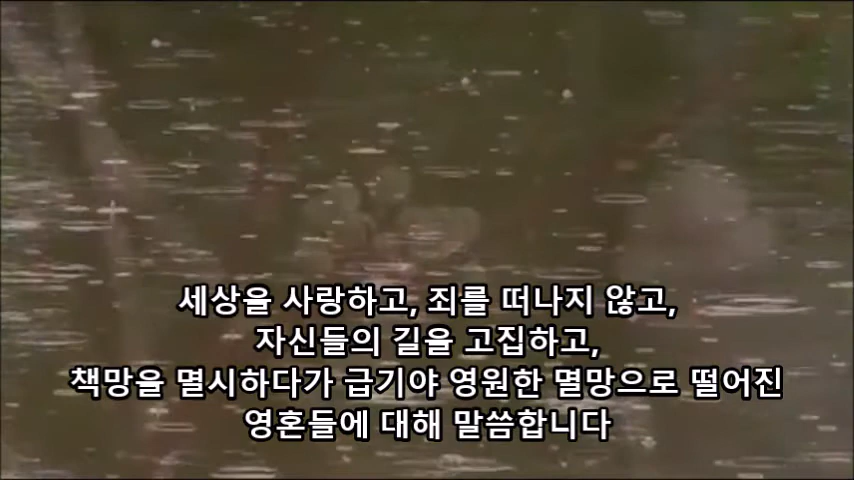 세상을 사랑하고, 죄를 떠나지 않고,
자신들의 길을 고집하고,
책망을 멸시하다가 급기야 영원한 멸망으로 떨어진
영혼들에 대해 말씀합니다